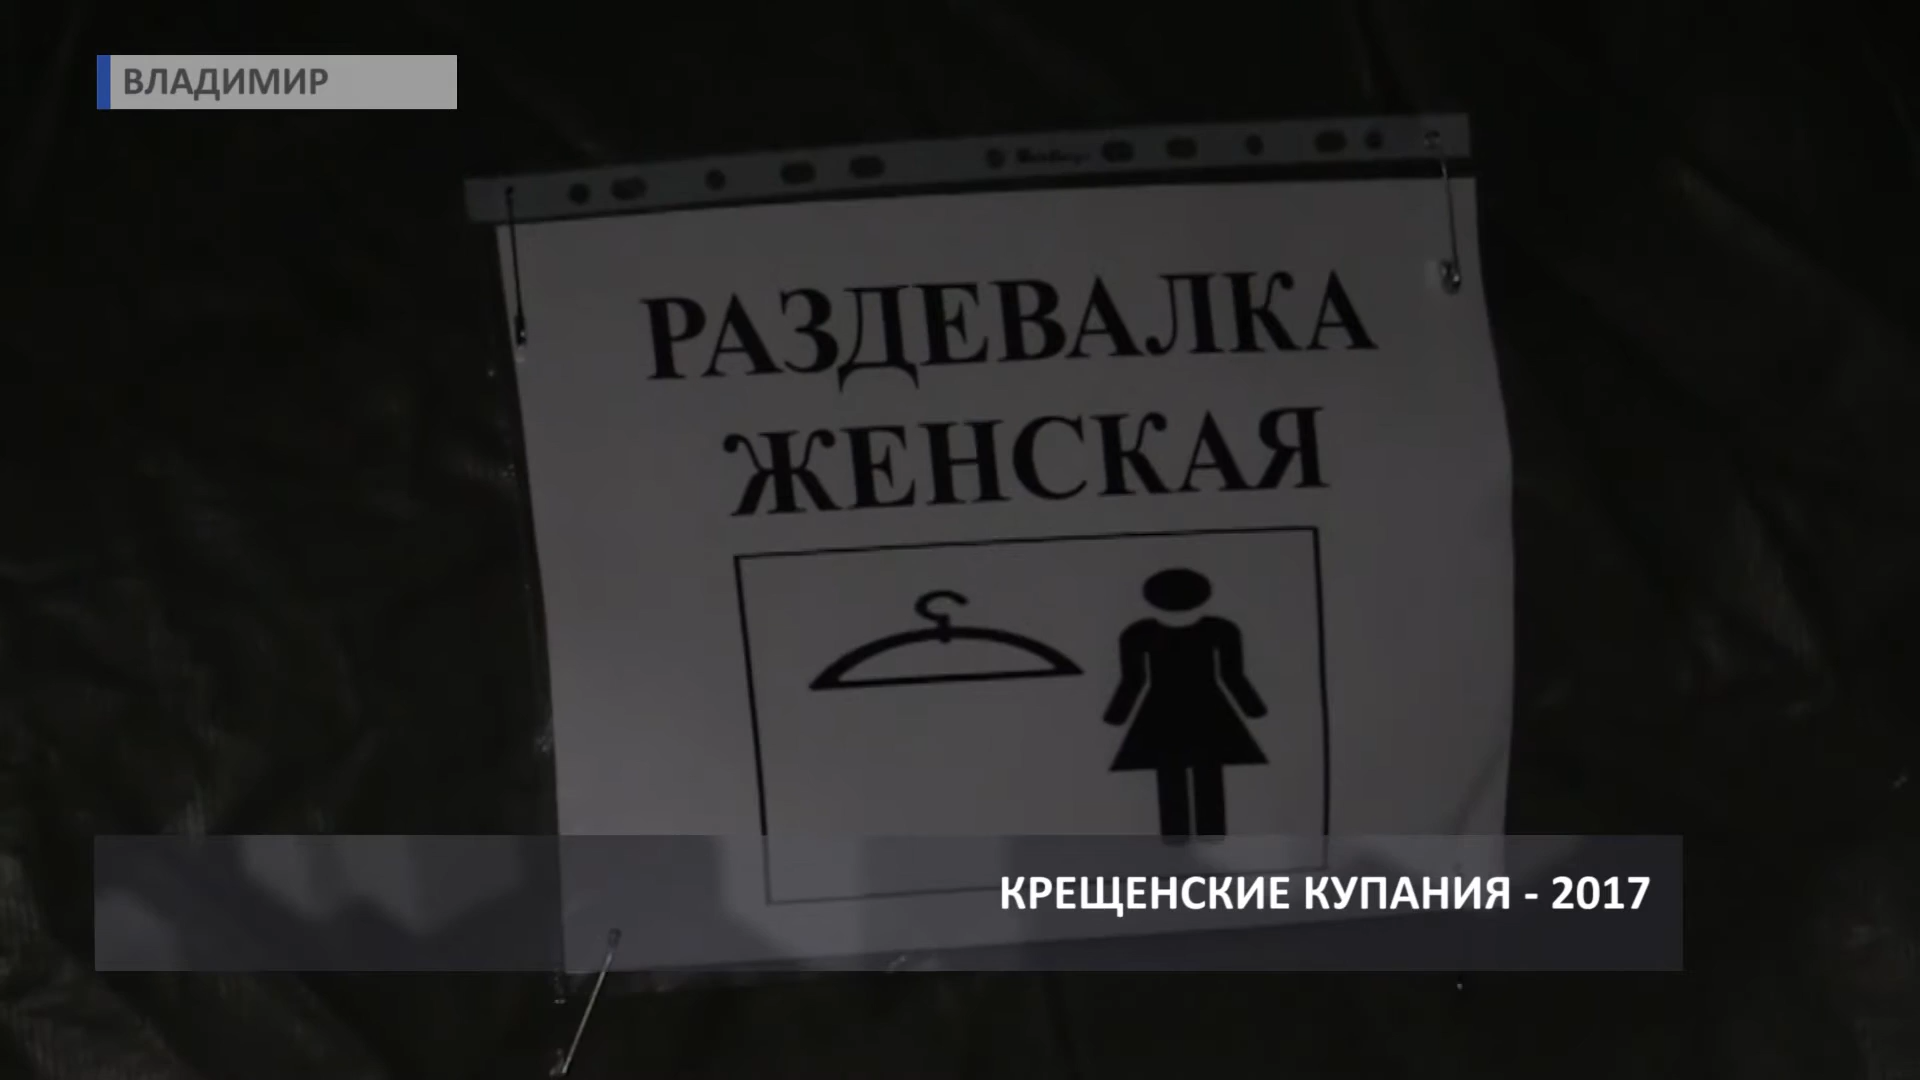 ВЛАДИМИР
РАЗДЕВАЛКА
ЖЕНСКАЯ
КРЕЩЕНСКИЕ КУПАНИЯ - 2017